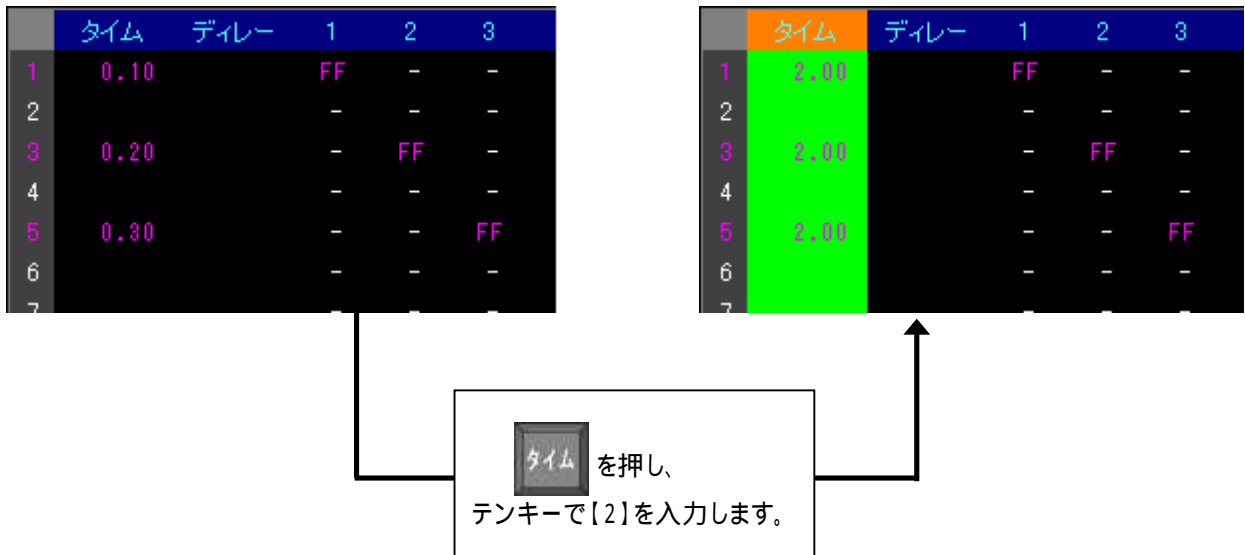 タイム ディレー 1 2 3
1 0.10 FF - -
2 - - -
3 0.20 - FF -
4 - - -
5 0.30 - - FF
6 - - -
7 - - -
タイム ディレー 1 2 3
1 2.00 FF - -
2 - - -
3 2.00 - FF -
4 - - -
5 2.00 - - FF
6 - - -
7 - - -
タイム を押し、
テンキーで【2】を入力します。